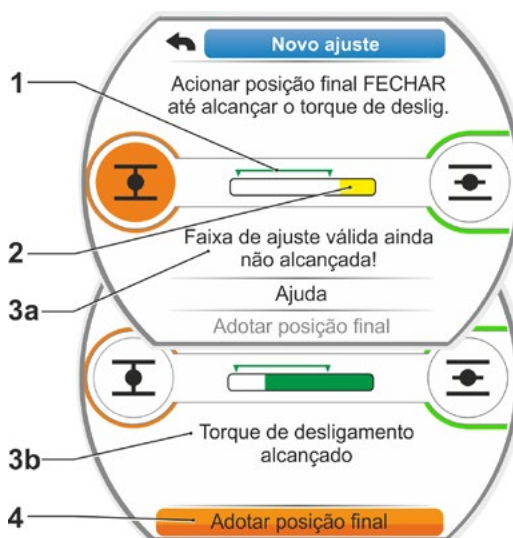 Novo ajuste
1
Acionar posição final FECHAR
até alcançar o torque de deslig.
2
Faixa de ajuste válida ainda
não alcançada!
3a
Ajuda
Adotar posição final
3b
Torque de desligamento
alcançado
4
Adotar posição final